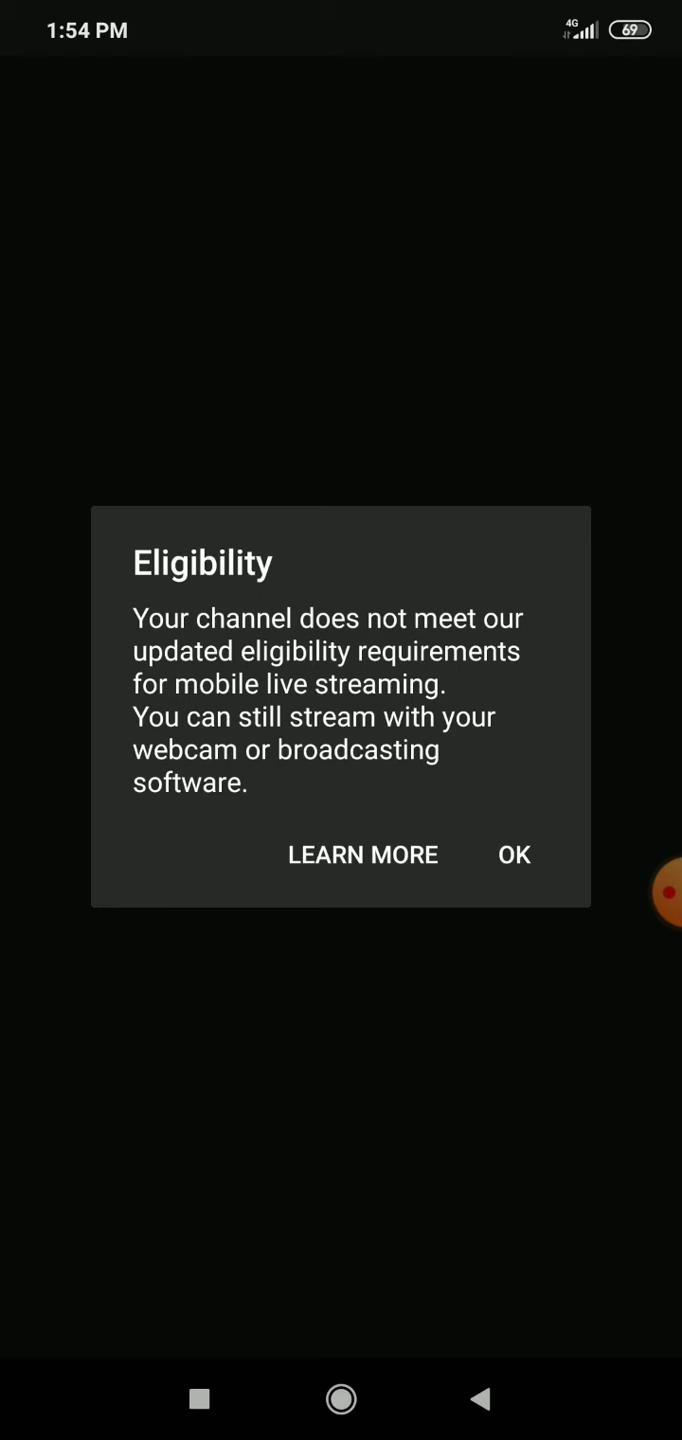 1:54 PM
4G
69
Eligibility
Your channel does not meet our
updated eligibility requirements
for mobile live streaming.
You can still stream with your
webcam or broadcasting
software.
LEARN MORE OK